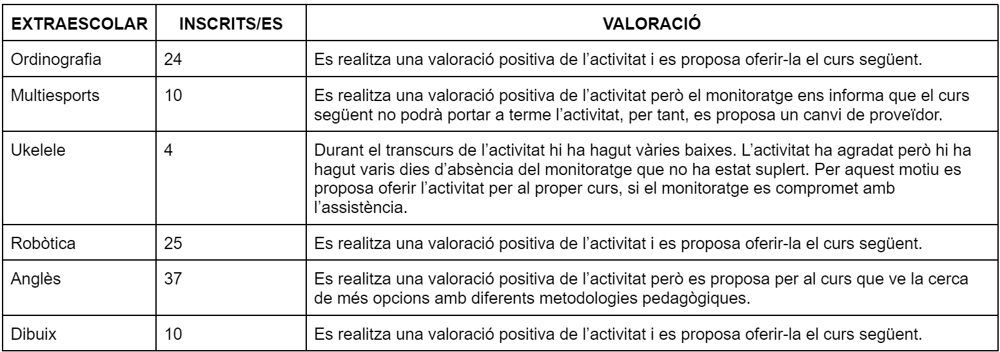 EXTRAESCOLAR INSCRITS/ES VALORACIÓ
Ordinografia 24 Es realitza una valoració positiva de l’activitat i es proposa oferir-la el curs següent.
Multiesports 10 Es realitza una valoració positiva de l’activitat però el monitoratge ens informa que el curs
següent no podrà portar a terme l’activitat, per tant, es proposa un canvi de proveïdor.
Ukelele 4 Durant el transcurs de l’activitat hi ha hagut vàries baixes. L’activitat ha agradat però hi ha
hagut varis dies d’absència del monitoratge que no ha estat suplert. Per aquest motiu es
proposa oferir l’activitat per al proper curs, si el monitoratge es compromet amb
l’assistència.
Robòtica 25 Es realitza una valoració positiva de l’activitat i es proposa oferir-la el curs següent.
Anglès 37 Es realitza una valoració positiva de l’activitat però es proposa per al curs que ve la cerca
de més opcions amb diferents metodologies pedagògiques.
Dibuix 10 Es realitza una valoració positiva de l’activitat i es proposa oferir-la el curs següent.